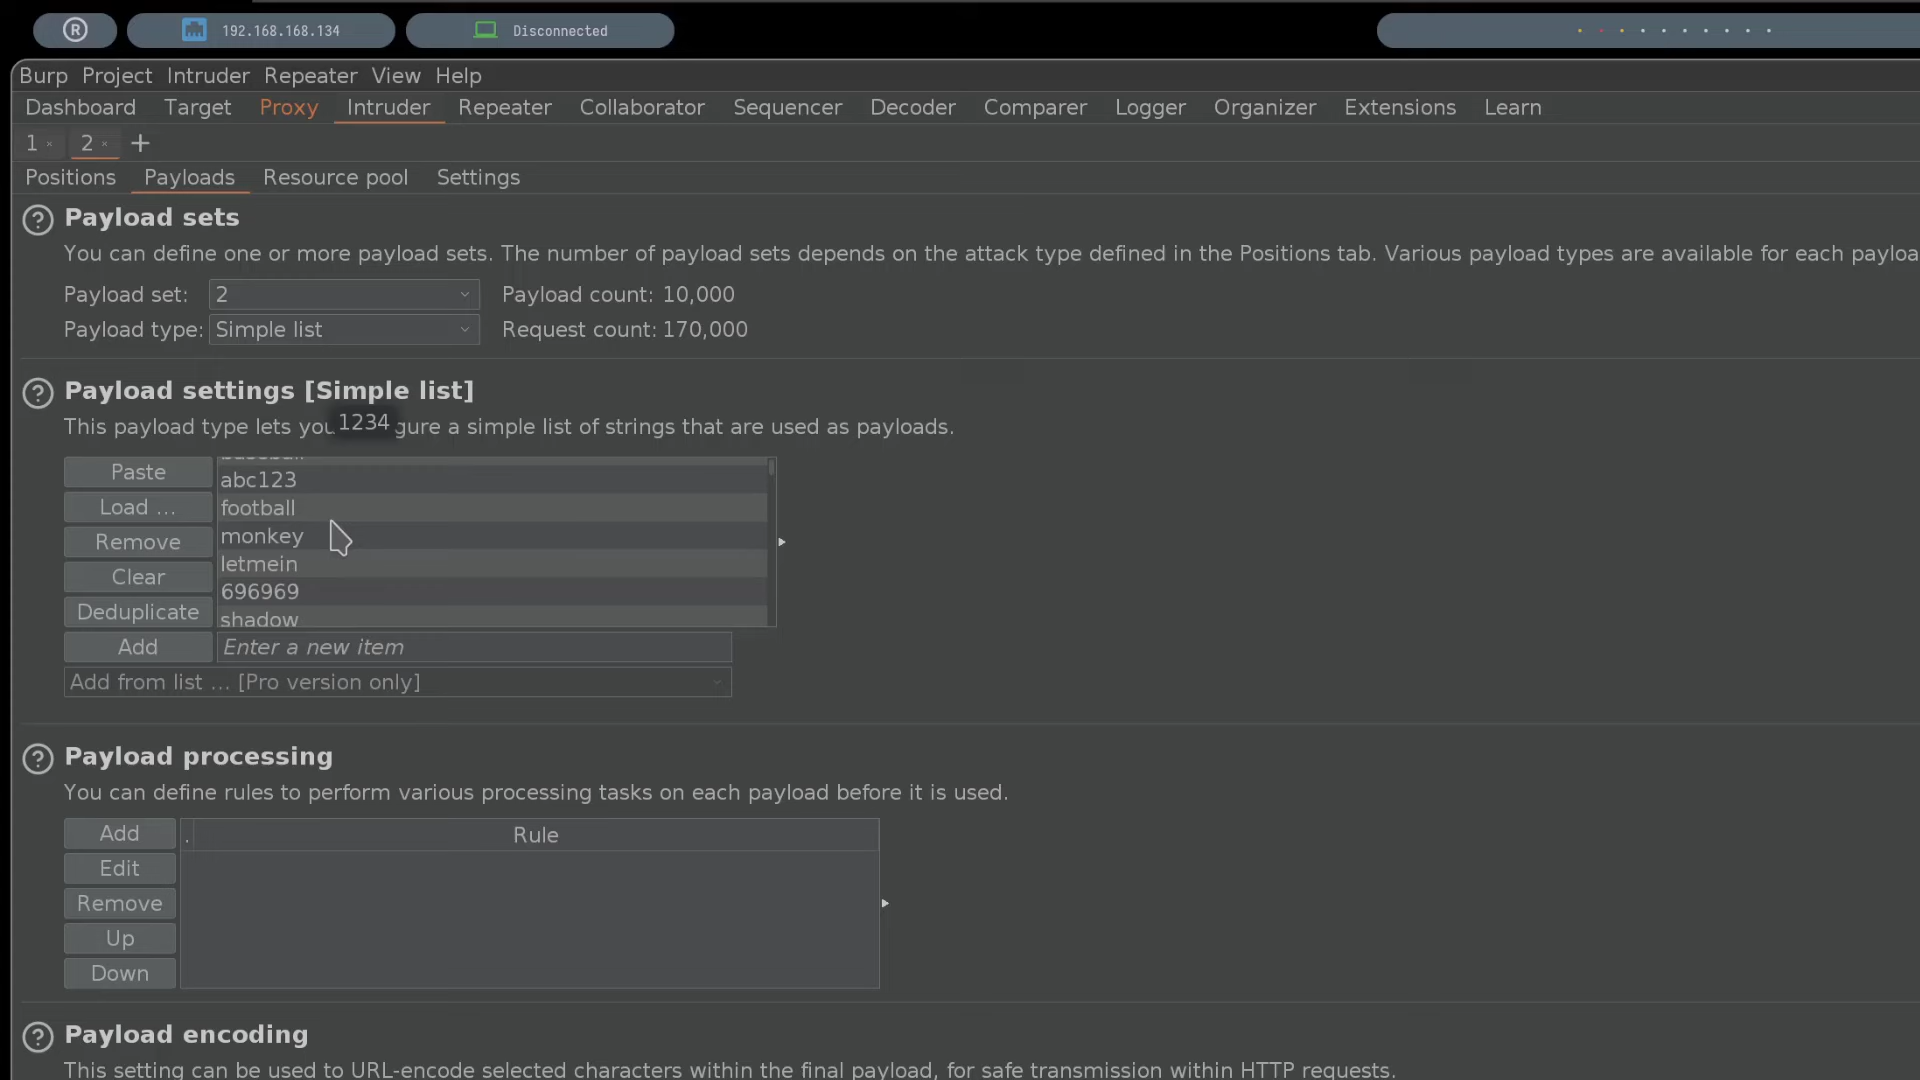 R 192.168.168.134 Disconnected
Burp Project Intruder Repeater View Help
Dashboard Target Proxy Intruder Repeater Collaborator Sequencer Decoder Comparer Logger Organizer Extensions Learn
1 × 2 × +
Positions Payloads Resource pool Settings
? Payload sets
You can define one or more payload sets. The number of payload sets depends on the attack type defined in the Positions tab. Various payload types are available for each
Payload set: 2 Payload count: 10,000
Payload type: Simple list Request count: 170,000
? Payload settings [Simple list]
1234
This payload type lets gure a simple list of strings that are used as payloads.
Paste
abc123
Load ...
football
Remove
monkey
letmein
Clear
696969
Deduplicate
shadow
Add Enter a new item
Add from list ... [Pro version only]
? Payload processing
You can define rules to perform various processing tasks on each payload before it is used.
Add . Rule
Edit
Remove
Up
Down
? Payload encoding
This setting can be used to URL-encode selected characters within the final payload, for safe transmission within HTTP requests.